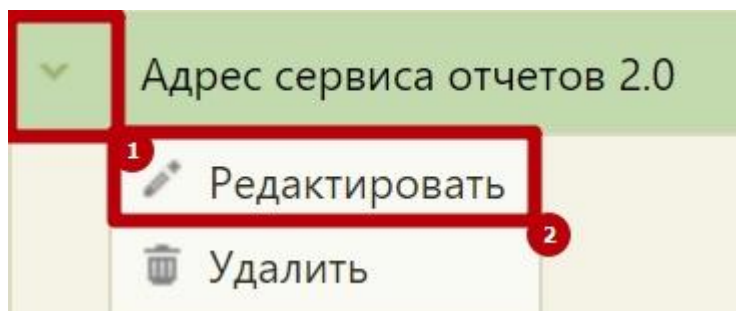 Адрес сервиса отчетов 2.0
1
Редактировать
2
Удалить